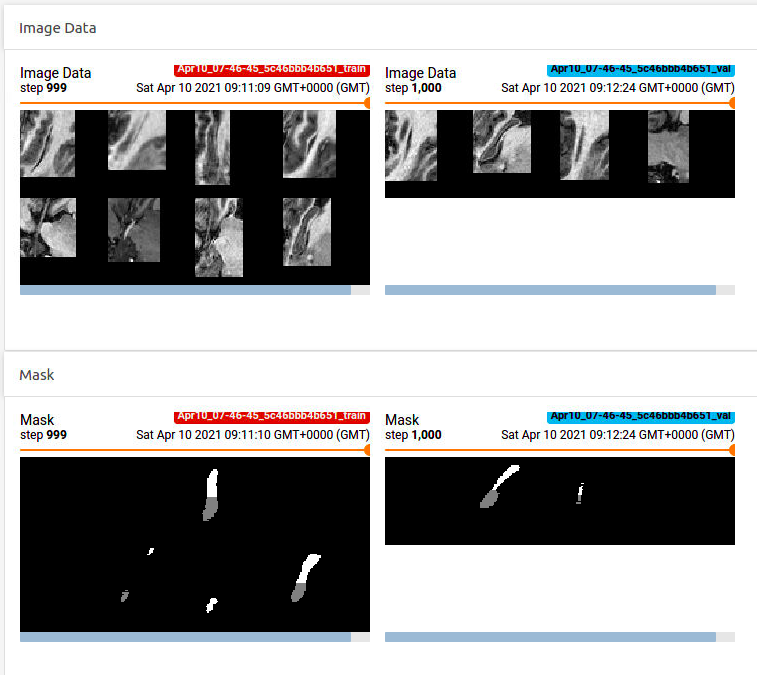 Image Data
Image Data
Apr10_07-46-45_5c46bbb4b651_train
step 999
Sat Apr 10 2021 09:11:09 GMT+0000 (GMT)
Image Data
Apr10_07-46-45_5c46bbb4b651_val
step 1,000
Sat Apr 10 2021 09:12:24 GMT+0000 (GMT)
Mask
Mask
Apr10_07-46-45_5c46bbb4b651_train
step 999
Sat Apr 10 2021 09:11:10 GMT+0000 (GMT)
Mask
Apr10_07-46-45_5c46bbb4b651_val
step 1,000
Sat Apr 10 2021 09:12:24 GMT+0000 (GMT)